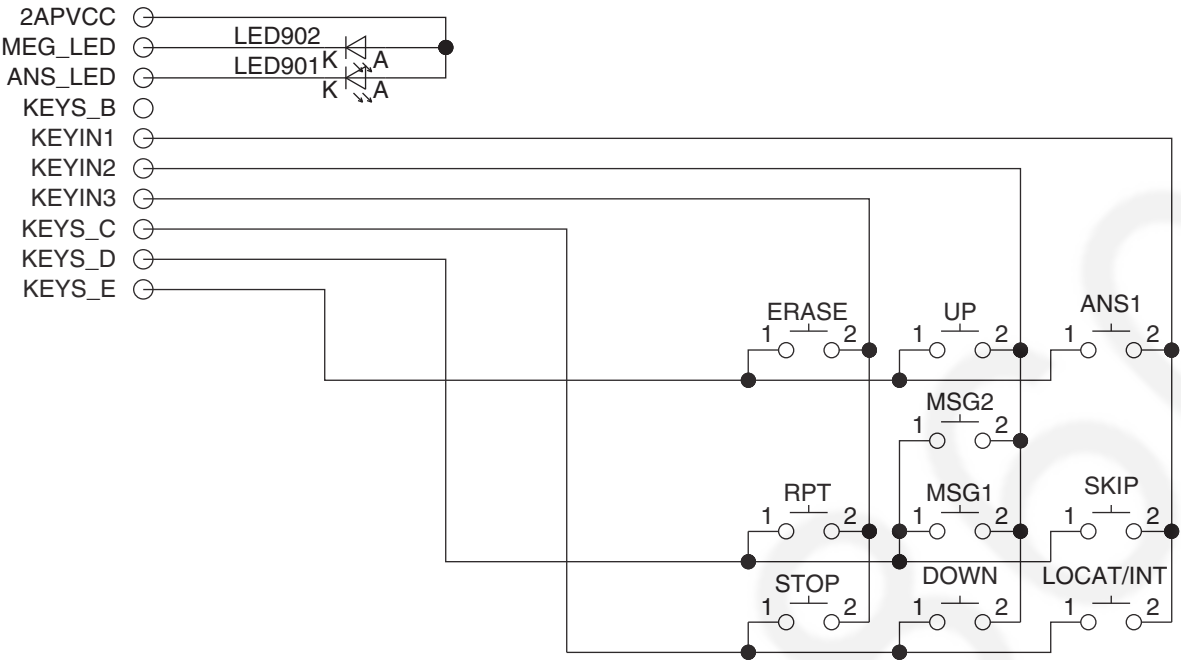 2APVCC
MEG_LED LED902
K A
ANS_LED LED901
K A
KEYS_B
KEYIN1
KEYIN2
KEYIN3
KEYS_C
KEYS_D
KEYS_E
ERASE UP ANS1
1 2 1 2 1 2
MSG2
1 2
RPT MSG1 SKIP
1 2 1 2 1 2
STOP DOWN LOCAT/INT
1 2 1 2 1 2